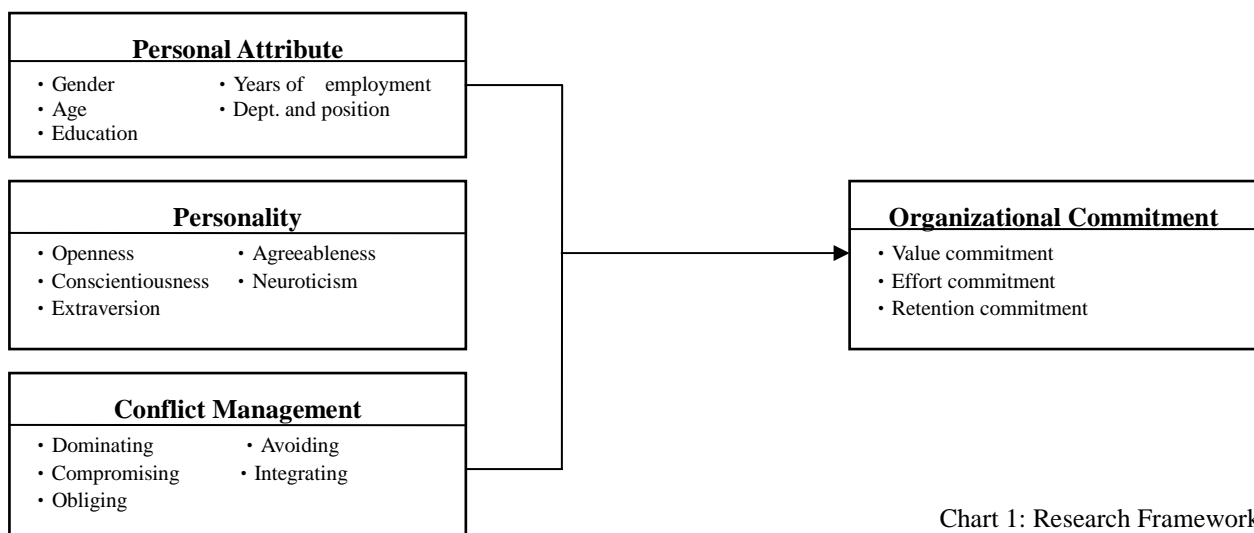 Personal Attribute
・Gender ・Years of employment
・Age ・Dept. and position
・Education
Personality
・Openness ・Agreeableness
・Conscientiousness ・Neuroticism
・Extraversion
Organizational Commitment
・Value commitment
・Effort commitment
・Retention commitment
Conflict Management
・Dominating ・Avoiding
・Compromising ・Integrating
・Obliging
Chart 1: Research Framework